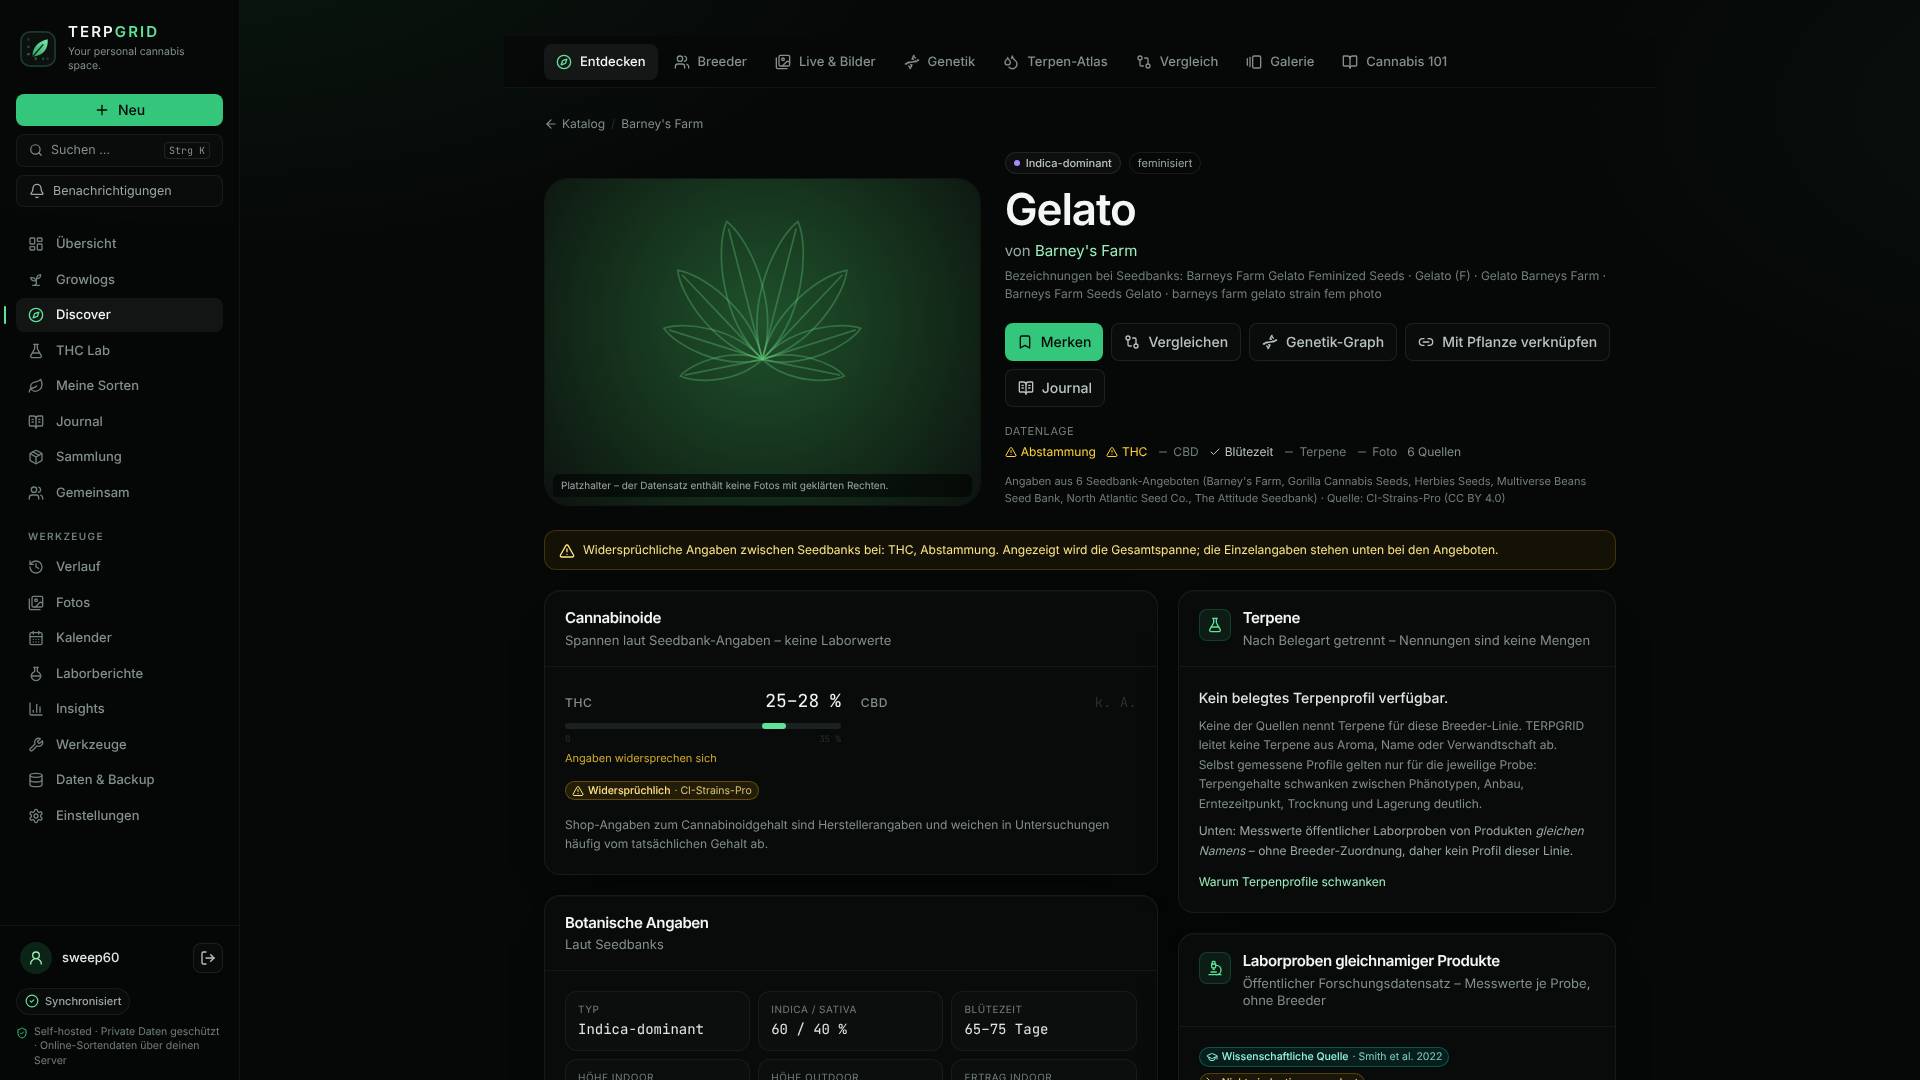 TERPGRID
Your personal cannabis
space.
Neu
Suchen ...
Strg K
Benachrichtigungen
Übersicht
Growlogs
Discover
THC Lab
Meine Sorten
Journal
Sammlung
Gemeinsam
WERKZEUGE
Verlauf
Fotos
Kalender
Laborberichte
Insights
Werkzeuge
Daten & Backup
Einstellungen
sweep60
Synchronisiert
Self-hosted · Private Daten geschützt
· Online-Sortendaten über deinen
Server
Entdecken
Breeder
Live & Bilder
Genetik
Terpen-Atlas
Vergleich
Galerie
Cannabis 101
Katalog / Barney's Farm
Platzhalter – der Datensatz enthält keine Fotos mit geklärten Rechten.
Indica-dominant
feminisiert
Gelato
von Barney's Farm
Bezeichnungen bei Seedbanks: Barneys Farm Gelato Feminized Seeds · Gelato (F) · Gelato Barneys Farm ·
Barneys Farm Seeds Gelato · barneys farm gelato strain fem photo
Merken
Vergleichen
Genetik-Graph
Mit Pflanze verknüpfen
Journal
DATENLAGE
Abstammung THC – CBD Blütezeit – Terpene – Foto 6 Quellen
Angaben aus 6 Seedbank-Angeboten (Barney's Farm, Gorilla Cannabis Seeds, Herbies Seeds, Multiverse Beans
Seed Bank, North Atlantic Seed Co., The Attitude Seedbank) · Quelle: CI-Strains-Pro (CC BY 4.0)
Widersprüchliche Angaben zwischen Seedbanks bei: THC, Abstammung. Angezeigt wird die Gesamtspanne; die Einzelangaben stehen unten bei den Angeboten.
Cannabinoide
Spannen laut Seedbank-Angaben – keine Laborwerte
THC
25–28 %
CBD
k. A.
0
35 %
Angaben widersprechen sich
Widersprüchlich · CI-Strains-Pro
Shop-Angaben zum Cannabinoidgehalt sind Herstellerangaben und weichen in Untersuchungen
häufig vom tatsächlichen Gehalt ab.
Botanische Angaben
Laut Seedbanks
TYP
Indica-dominant
INDICA / SATIVA
60 / 40 %
BLÜTEZEIT
65–75 Tage
HÖHE INDOOR
HÖHE OUTDOOR
ERTRAG INDOOR
Terpene
Nach Belegart getrennt – Nennungen sind keine Mengen
Kein belegtes Terpenprofil verfügbar.
Keine der Quellen nennt Terpene für diese Breeder-Linie. TERPGRID
leitet keine Terpene aus Aroma, Name oder Verwandtschaft ab.
Selbst gemessene Profile gelten nur für die jeweilige Probe:
Terpengehalte schwanken zwischen Phänotypen, Anbau,
Erntezeitpunkt, Trocknung und Lagerung deutlich.
Unten: Messwerte öffentlicher Laborproben von Produkten gleichen
Namens – ohne Breeder-Zuordnung, daher kein Profil dieser Linie.
Warum Terpenprofile schwanken
Laborproben gleichnamiger Produkte
Öffentlicher Forschungsdatensatz – Messwerte je Probe,
ohne Breeder
Wissenschaftliche Quelle · Smith et al. 2022